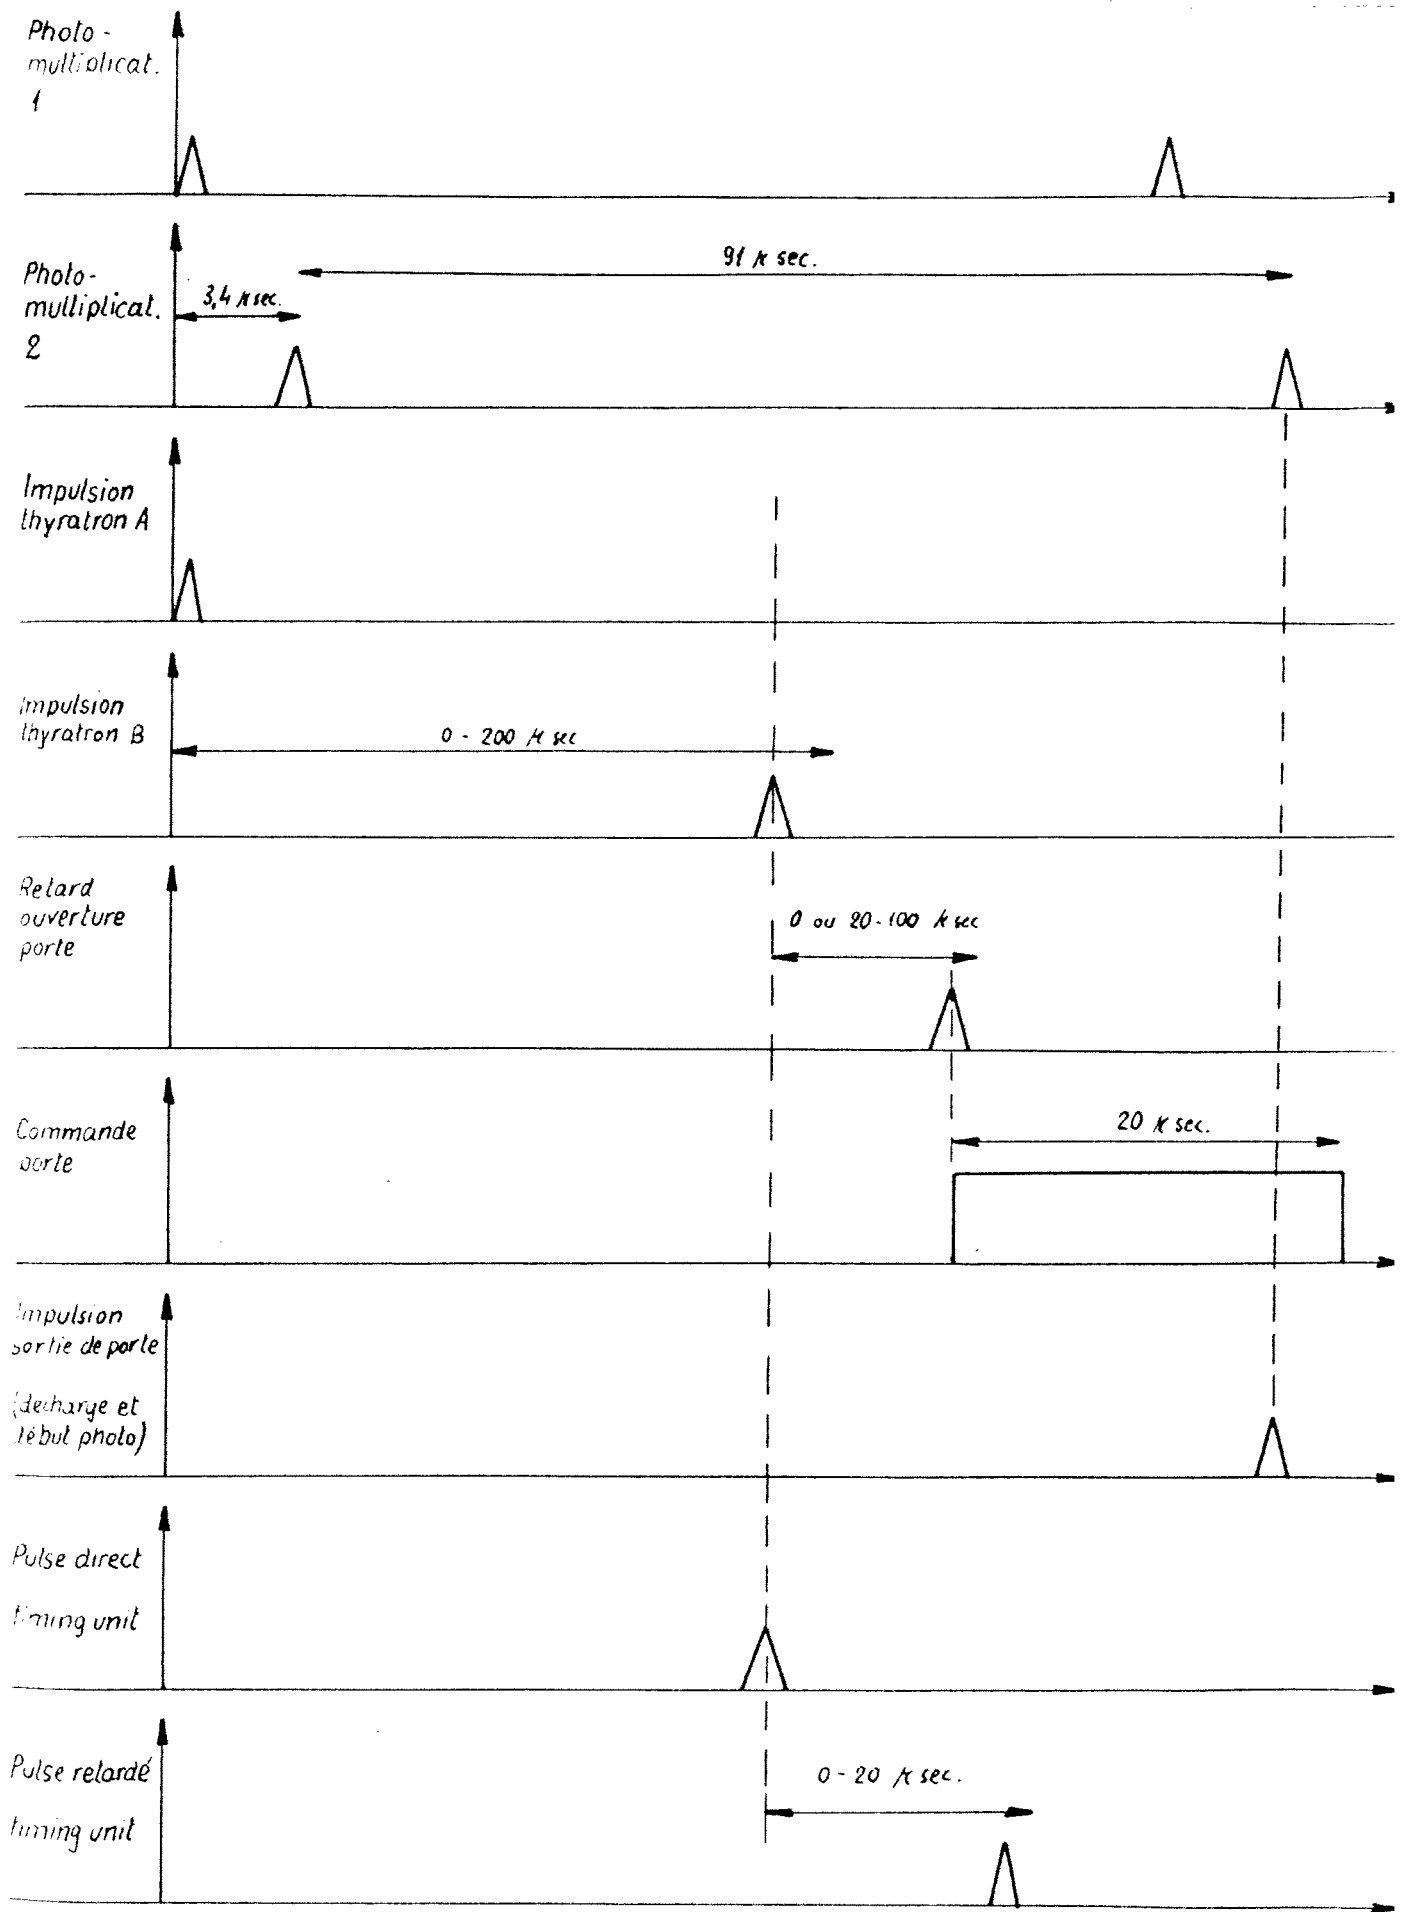 Photo-
multiplicat.
1
Photo-
multiplicat.
2
3,4 μsec.
91 μ sec.
Impulsion
thyratron A
Impulsion
thyratron B
0 - 200 μ sec
Retard
ouverture
porte
0 ou 20-100 μ sec
Commande
porte
20 μ sec.
Impulsion
sortie de porte
(decharge et
début photo)
Pulse direct
timing unit
Pulse retardé
timing unit
0-20 μ sec.